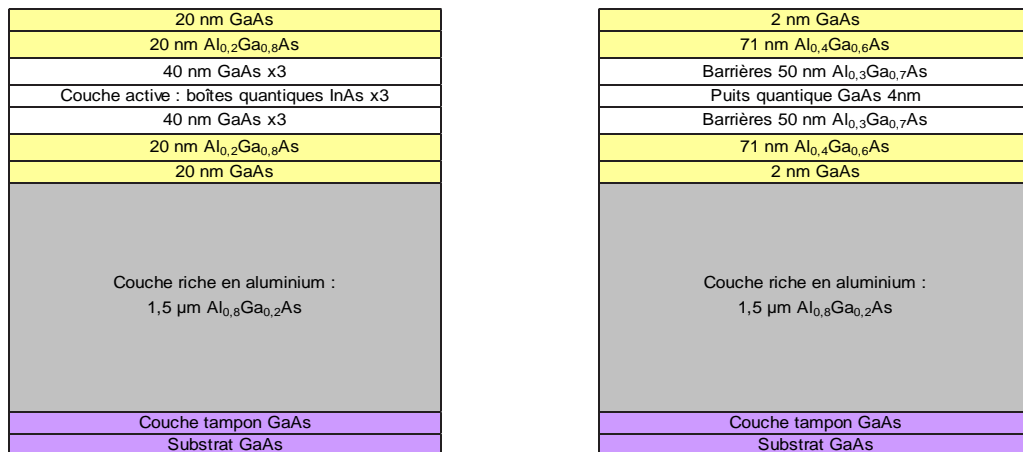 20 nm GaAs
20 nm Al0,2Ga0,8As
40 nm GaAs x3
Couche active : boîtes quantiques InAs x3
40 nm GaAs x3
20 nm Al0,2Ga0,8As
20 nm GaAs
Couche riche en aluminium :
1,5 µm Al0,8Ga0,2As
Couche tampon GaAs
Substrat GaAs
2 nm GaAs
71 nm Al0,4Ga0,6As
Barrières 50 nm Al0,3Ga0,7As
Puits quantique GaAs 4nm
Barrières 50 nm Al0,3Ga0,7As
71 nm Al0,4Ga0,6As
2 nm GaAs
Couche riche en aluminium :
1,5 µm Al0,8Ga0,2As
Couche tampon GaAs
Substrat GaAs